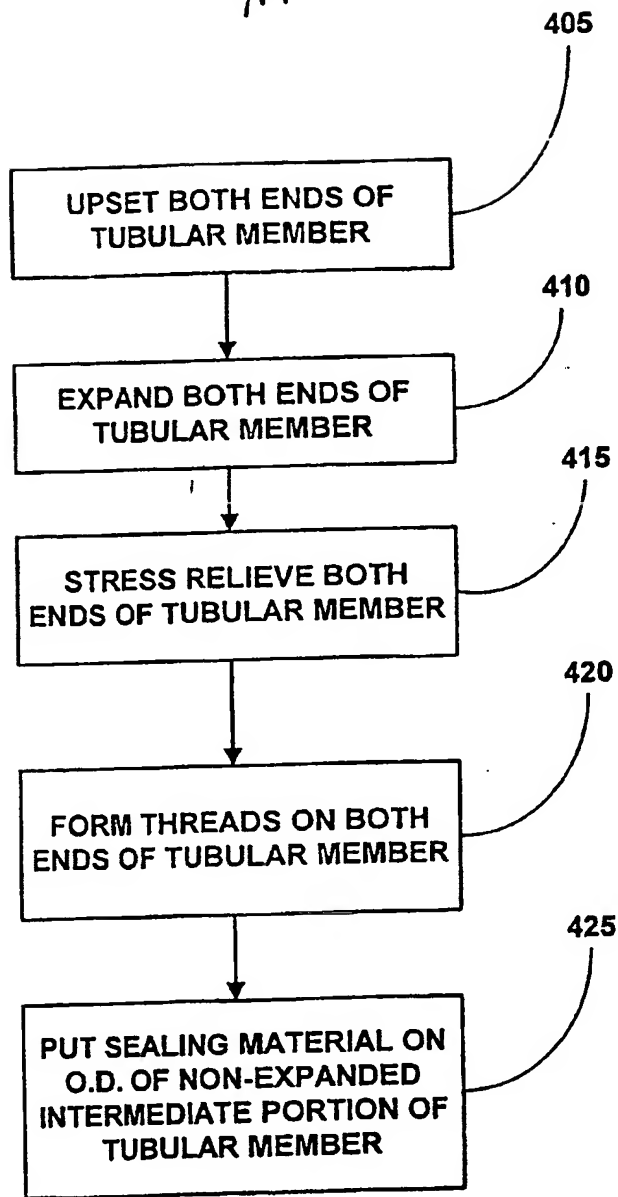 405
UPSET BOTH ENDS OF
TUBULAR MEMBER
410
EXPAND BOTH ENDS OF
TUBULAR MEMBER
415
STRESS RELIEVE BOTH
ENDS OF TUBULAR MEMBER
420
FORM THREADS ON BOTH
ENDS OF TUBULAR MEMBER
425
PUT SEALING MATERIAL ON
O.D. OF NON-EXPANDED
INTERMEDIATE PORTION OF
TUBULAR MEMBER